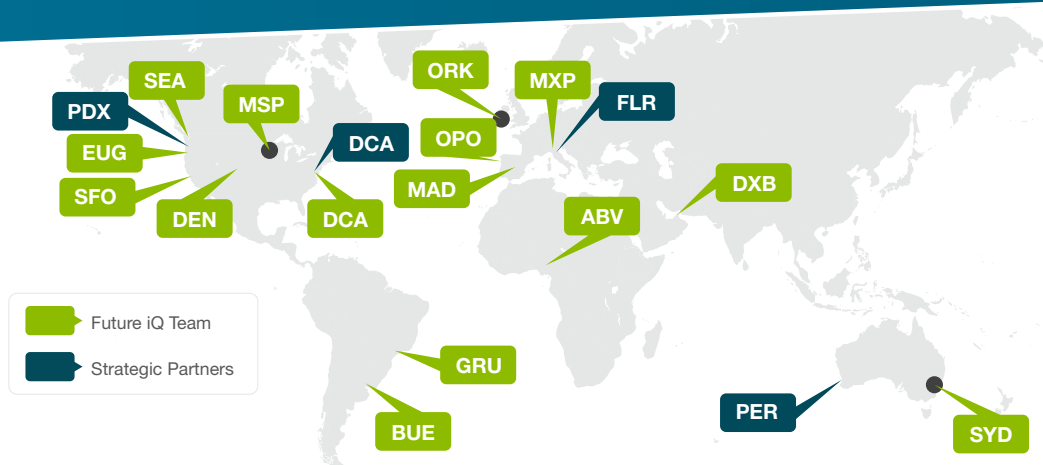 ORK
SEA
MXP
MSP
FLR
PDX
DCA
OPO
EUG
DXB
MAD
SFO
ABV
DEN
DCA
Future iQ Team
Strategic Partners
GRU
PER
BUE
SYD